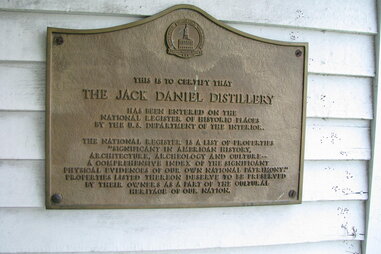 THIS IS TO CERTIFY THAT
THE JACK DANIEL DISTILLERY
HAS BEEN ENTERED ON THE
NATIONAL REGISTER OF HISTORIC PLACES
BY THE U.S. DEPARTMENT OF THE INTERIOR.
THE NATIONAL REGISTER IS A LIST OF PROPERTIES
"SIGNIFICANT IN AMERICAN HISTORY,
ARCHITECTURE, ARCHEOLOGY AND CULTURE--
A COMPREHENSIVE INDEX OF THE SIGNIFICANT
PHYSICAL EVIDENCES OF OUR OWN NATIONAL PATRIMONY."
PROPERTIES LISTED THEREON DESERVE TO BE PRESERVED
BY THEIR OWNERS AS A PART OF THE CULTURAL
HERITAGE OF OUR NATION.